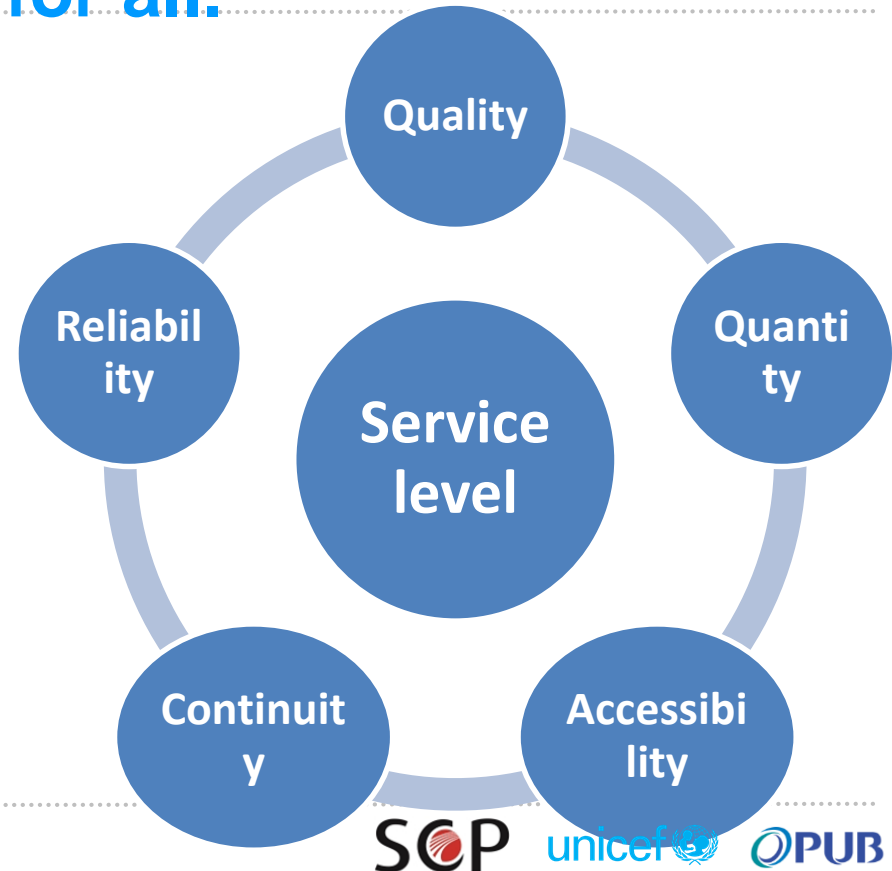 for all.
Quality
Quanti
ty
Accessibi
lity
Continuit
y
Reliabil
ity
Service
level
SCP
unicef
PUB